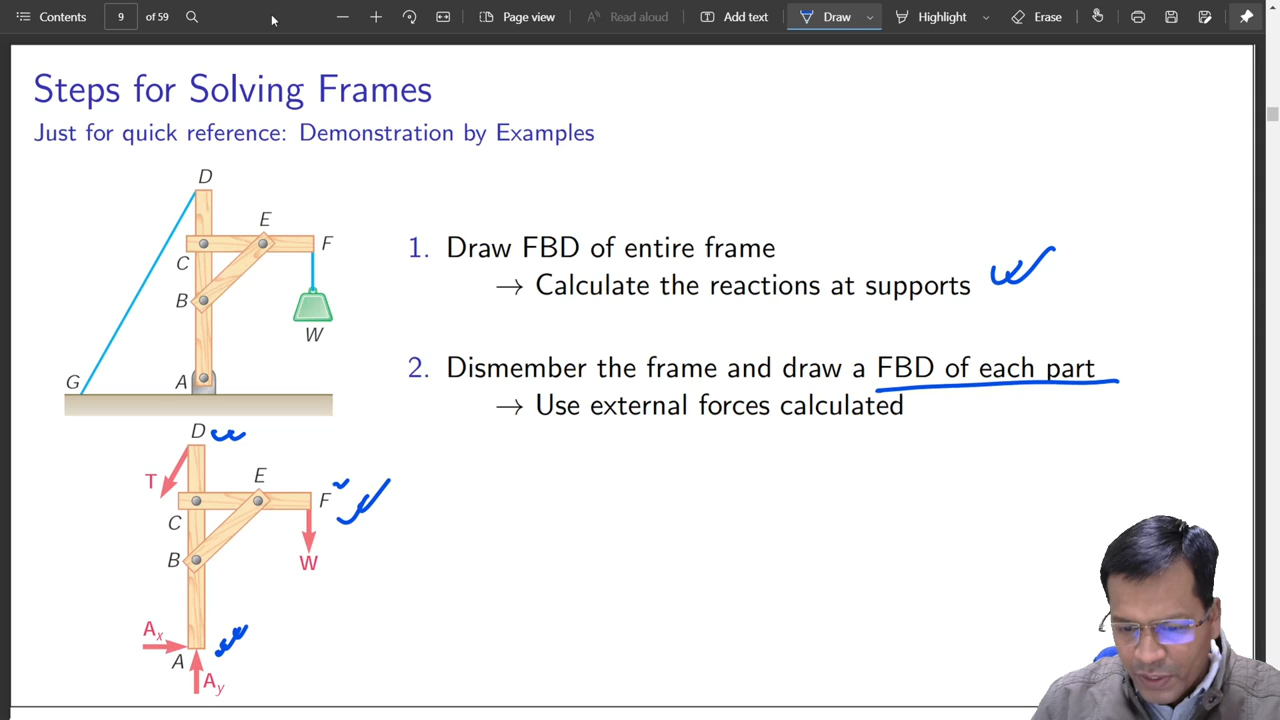 Contents
9
of 59
Page view
Read aloud
Add text
Draw
Highlight
Erase
Steps for Solving Frames
Just for quick reference: Demonstration by Examples
D
E
F
C
B
W
G
A
1. Draw FBD of entire frame
→ Calculate the reactions at supports
2. Dismember the frame and draw a FBD of each part
→ Use external forces calculated
D
T
E
F
C
B
W
Ax
A
Ay